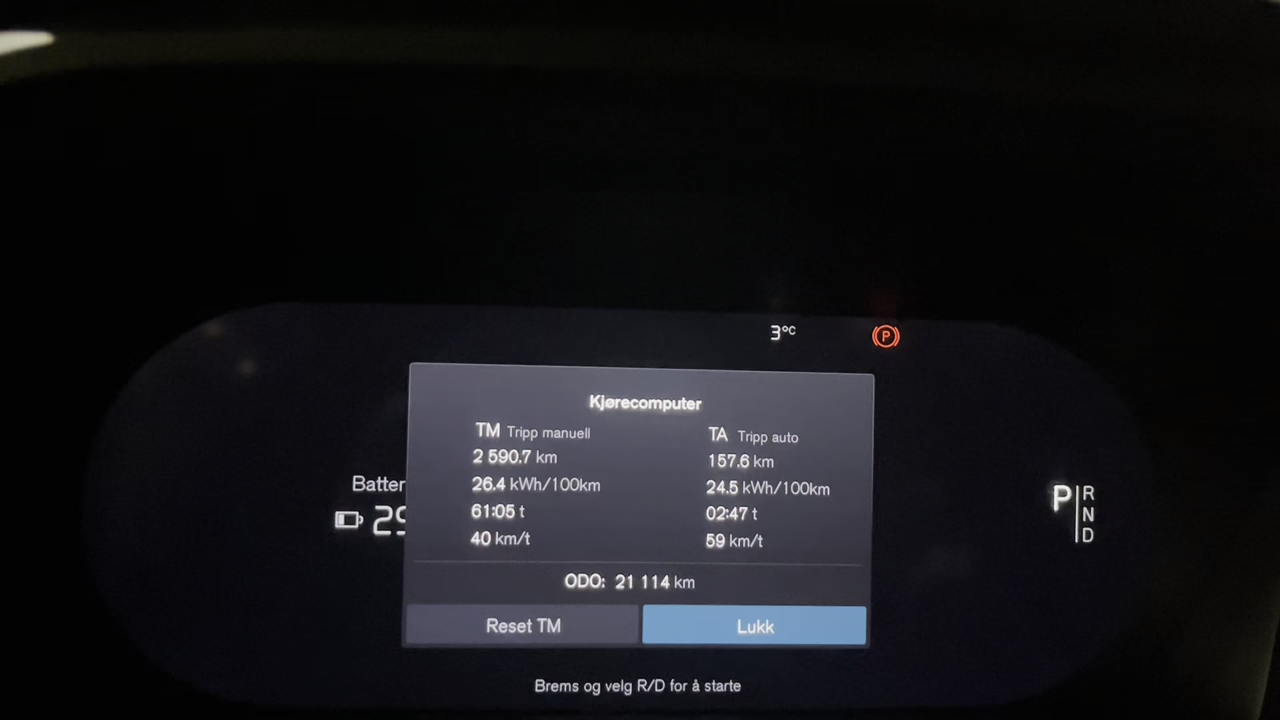 3°C
P
Kjørecomputer
TM Tripp manuell
2 590.7 km
26.4 kWh/100km
61:05 t
40 km/t
TA Tripp auto
157.6 km
24.5 kWh/100km
02:47 t
59 km/t
ODO: 21 114 km
Reset TM
Lukk
P
R
N
D
Brems og velg R/D for å starte